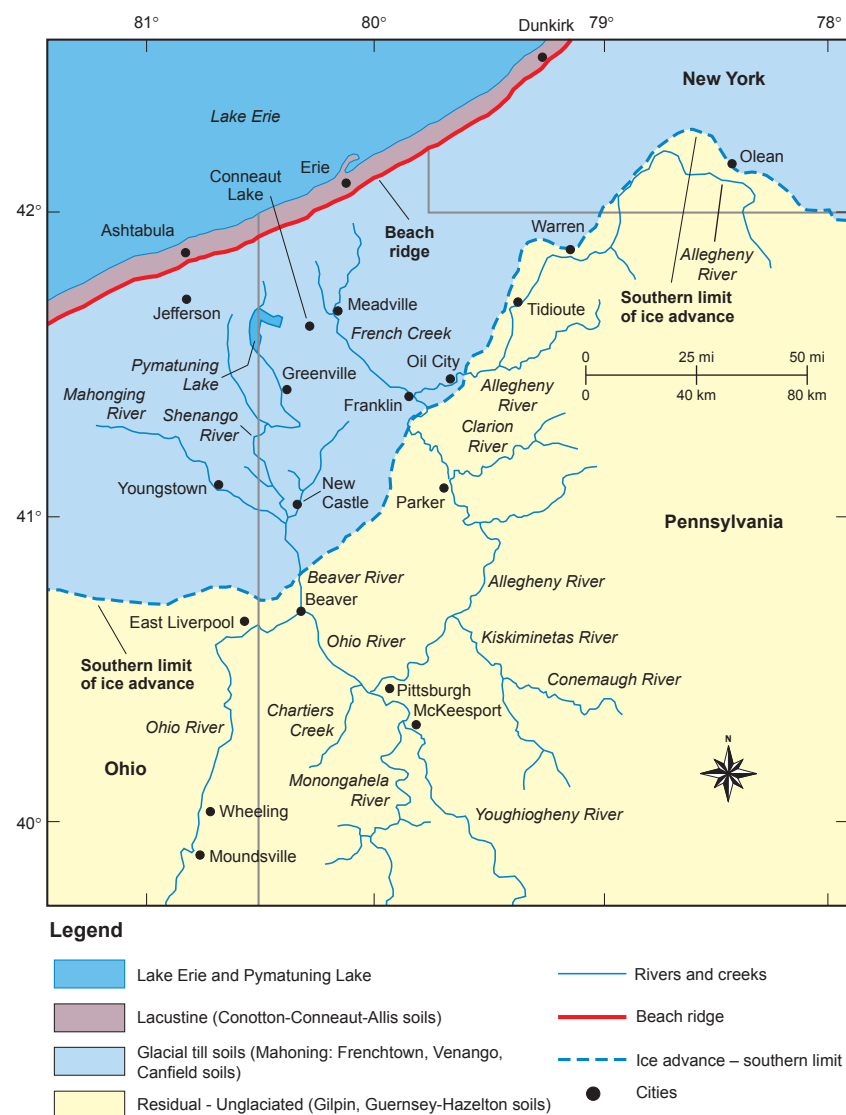 81°
80°
79°
78°
Dunkirk
New York
Lake Erie
Erie
Conneaut
Lake
Olean
42°
Beach
ridge
Warren
Ashtabula
Allegheny
River
Jefferson
Meadville
Tidioute
Southern limit
of ice advance
French Creek
Pymatuning
Lake
Oil City
0 25 mi 50 mi
0 40 km 80 km
Greenville
Allegheny
River
Mahonging
River
Franklin
Shenango
River
Clarion
River
Youngstown
New
Castle
Parker
41°
Pennsylvania
Beaver River
Allegheny River
Beaver
East Liverpool
Ohio River
Kiskiminetas River
Southern limit
of ice advance
Conemaugh River
Pittsburgh
McKeesport
Chartiers
Creek
Ohio River
N
Ohio
Monongahela
River
Youghiogheny River
Wheeling
40°
Moundsville
Legend
Lake Erie and Pymatuning Lake
Rivers and creeks
Lacustine (Conotton-Conneaut-Allis soils)
Beach ridge
Glacial till soils (Mahoning: Frenchtown, Venango,
Canfield soils)
Ice advance – southern limit
Cities
Residual - Unglaciated (Gilpin, Guernsey-Hazelton soils)